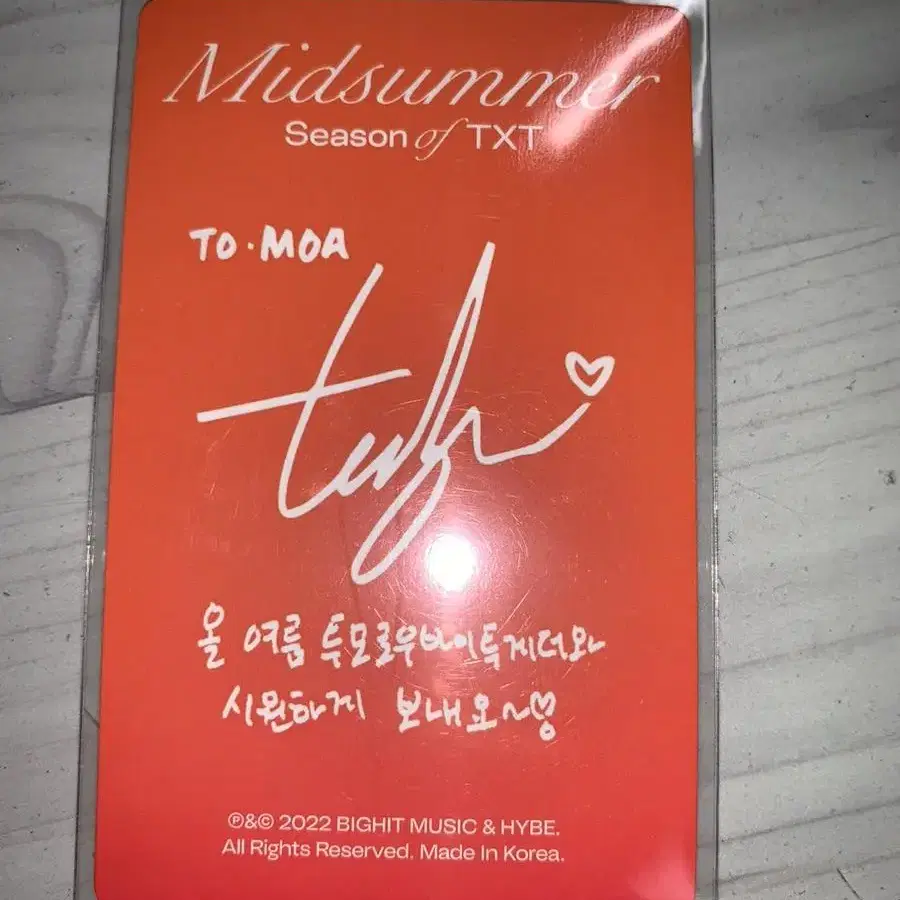 Midsummer
Season of TXT
TO·MOA
올 여름 투모로우바이투게더와
시원하게 보내요~♡
℗&© 2022 BIGHIT MUSIC & HYBE.
All Rights Reserved. Made In Korea.